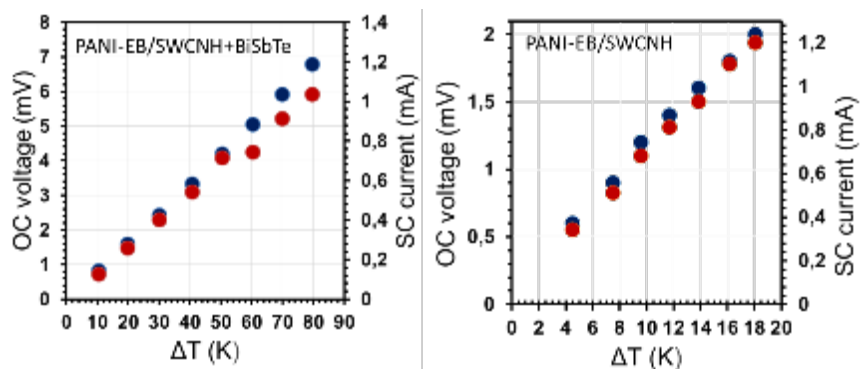 PANI-EB/SWCNH+BiSbTe
OC voltage (mV)
8
7
6
5
4
3
2
1
0
1,4
1,2
1
0,8
0,6
0,4
0,2
0
SC current (mA)
0 10 20 30 40 50 60 70 80 90
ΔT (K)
PANI-EB/SWCNH
OC voltage (mV)
2
1,5
1
0,5
0
1,2
1
0,8
0,6
0,4
0,2
0
SC current (mA)
0 2 4 6 8 10 12 14 16 18 20
ΔT (K)